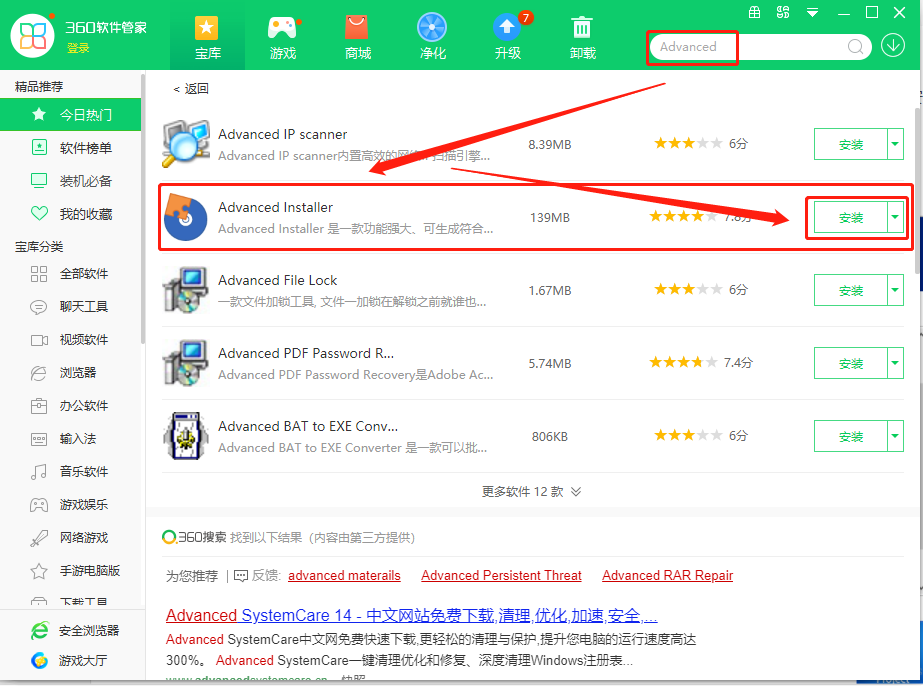 360软件管家
登录
宝库
游戏
商城
净化
7
升级
卸载
Advanced
精品推荐
今日热门
软件榜单
装机必备
我的收藏
宝库分类
全部软件
聊天工具
视频软件
浏览器
办公软件
输入法
音乐软件
游戏娱乐
网络游戏
手游电脑版
下载工具
安全浏览器
游戏大厅
< 返回
Advanced IP scanner
Advanced IP scanner内置高效的网络 扫描引擎...
8.39MB
6分
安装
Advanced Installer
Advanced Installer 是一款功能强大、可生成符合...
139MB
7.8分
安装
Advanced File Lock
一款文件加锁工具, 文件一加锁在解锁之前就谁也...
1.67MB
6分
安装
Advanced PDF Password R...
Advanced PDF Password Recovery是Adobe Ac...
5.74MB
7.4分
安装
Advanced BAT to EXE Conv...
Advanced BAT to EXE Converter 是一款可以批...
806KB
6分
安装
更多软件 12 款
360搜索 找到以下结果 (内容由第三方提供)
为您推荐 | 反馈: advanced materails Advanced Persistent Threat Advanced RAR Repair
Advanced SystemCare 14 - 中文网站免费下载,清理,优化,加速,安全,...
Advanced SystemCare中文网免费快速下载,更轻松的清理与保护,提升您电脑的运行速度高达
300%。 Advanced SystemCare一键清理优化和修复、深度清理Windows注册表...
www.advancedsystemcare.cn - 快照